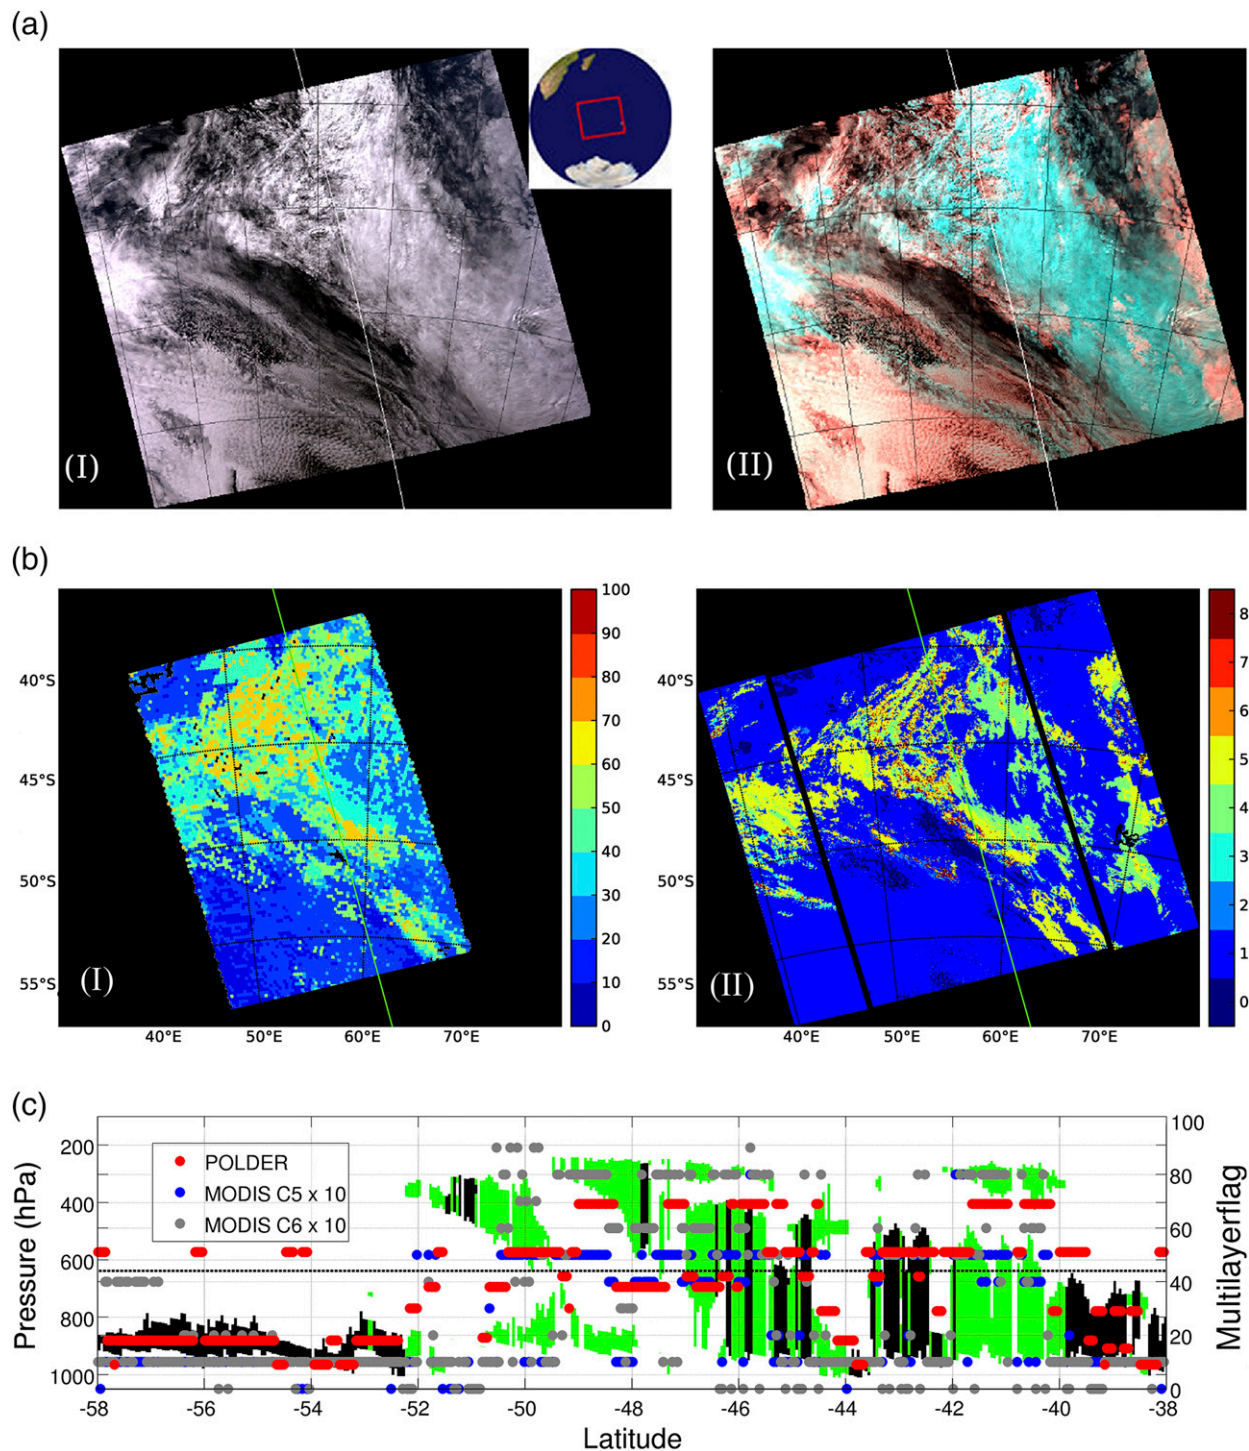 (a)
(I)
(II)
(b)
40°S
45°S
50°S
55°S
(I)
40°E
50°E
60°E
70°E
100
90
80
70
60
50
40
30
20
10
0
40°S
45°S
50°S
55°S
(II)
40°E
50°E
60°E
70°E
8
7
6
5
4
3
2
1
0
(c)
Pressure (hPa)
200
400
600
800
1000
POLDER
MODIS C5 x 10
MODIS C6 x 10
100
80
60
40
20
0
Multilayerflag
-58 -56 -54 -52 -50 -48 -46 -44 -42 -40 -38
Latitude